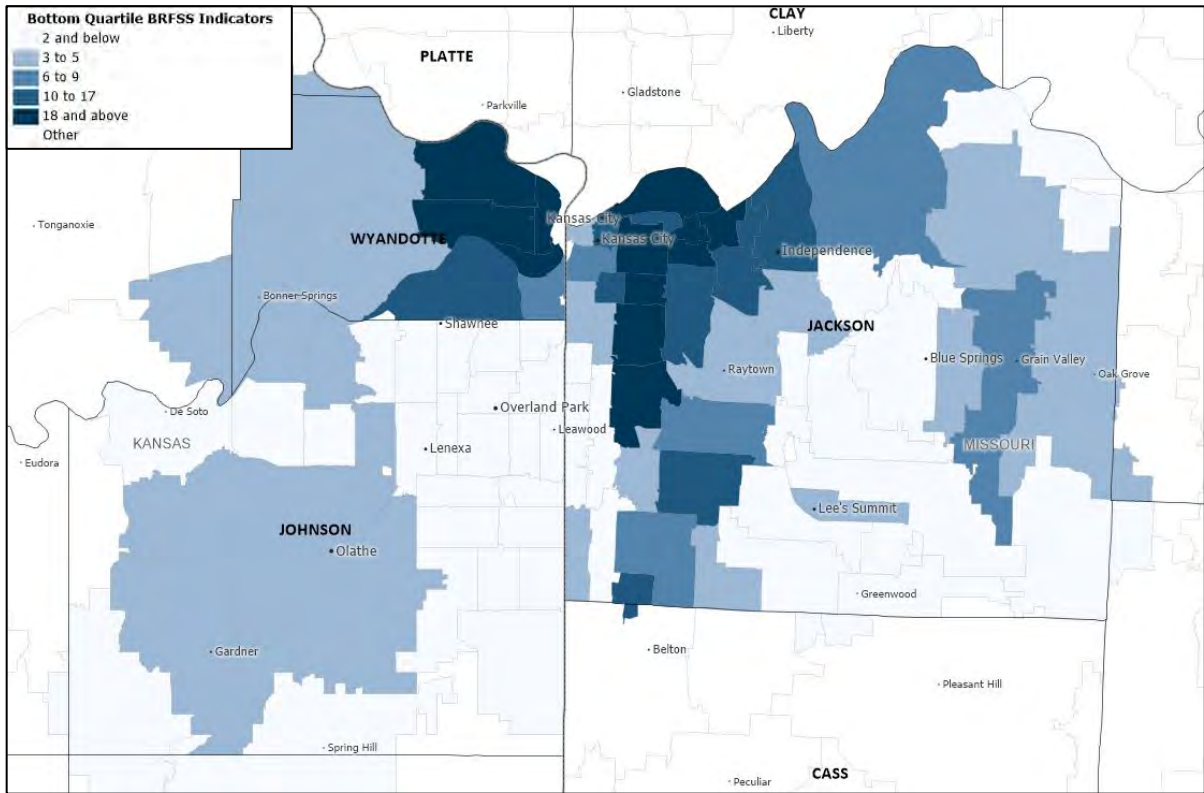 Bottom Quartile BRFSS Indicators
2 and below
3 to 5
6 to 9
10 to 17
18 and above
Other
CLAY
Liberty
PLATTE
Gladstone
Parkville
Tonganoxie
Kansas City
WYANDOTTE
Kansas City
Independence
Bonner Springs
Shawnee
JACKSON
Blue Springs
Grain Valley
Raytown
Oak Grove
De Soto
Overland Park
Leawood
KANSAS
Lenexa
MISSOURI
Eudora
Lee's Summit
JOHNSON
Olathe
Greenwood
Gardner
Belton
Pleasant Hill
Spring Hill
CASS
Peculiar